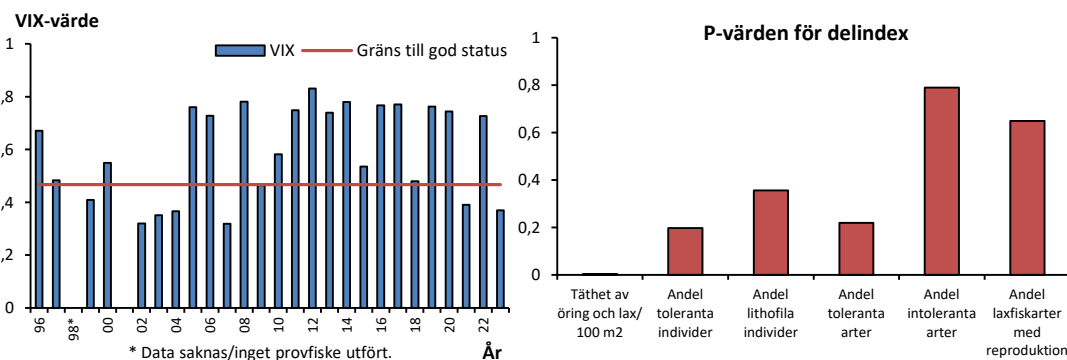 VIX-värde
1
,8
,6
,4
,2
0
VIX
Gräns till god status
96
98*
00
02
04
06
08
10
12
14
16
18
20
22
* Data saknas/inget provfiske utfört.
År
P-värden för delindex
1
0,8
0,6
0,4
0,2
0
Täthet av
öring och lax/
100 m2
Andel
toleranta
individer
Andel
lithofila
individer
Andel
toleranta
arter
Andel
intoleranta
arter
Andel
laxfiskarter
med
reproduktion